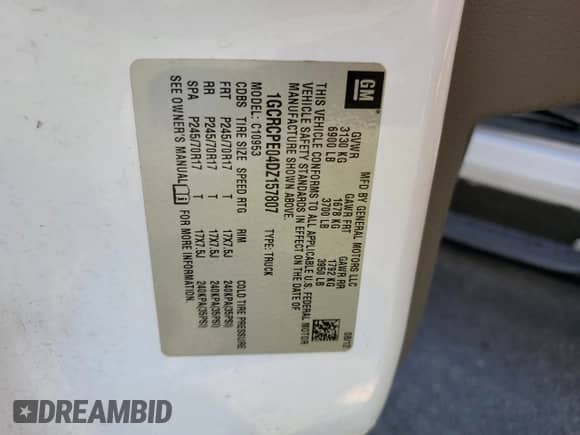 GM
MFD BY GENERAL MOTORS LLC
08/12
GVWR GAWR FRT GAWR RR
3130 KG 1678 KG 1792 KG
6900 LB 3700 LB 3950 LB
THIS VEHICLE CONFORMS TO ALL APPLICABLE U.S. FEDERAL MOTOR
VEHICLE SAFETY STANDARDS IN EFFECT ON THE DATE OF
MANUFACTURE SHOWN ABOVE.
1GCRCPE04DZ157807 TYPE: TRUCK
MODEL: C10953
CDBS TIRE SIZE SPEED RTG RIM COLD TIRE PRESSURE
FRT P245/70R17 T 17X7.5J 240KPA(35PSI)
RR P245/70R17 T 17X7.5J 240KPA(35PSI)
SPA P245/70R17 T 17X7.5J 240KPA(35PSI)
SEE OWNER'S MANUAL i FOR MORE INFORMATION.
DREAMBID